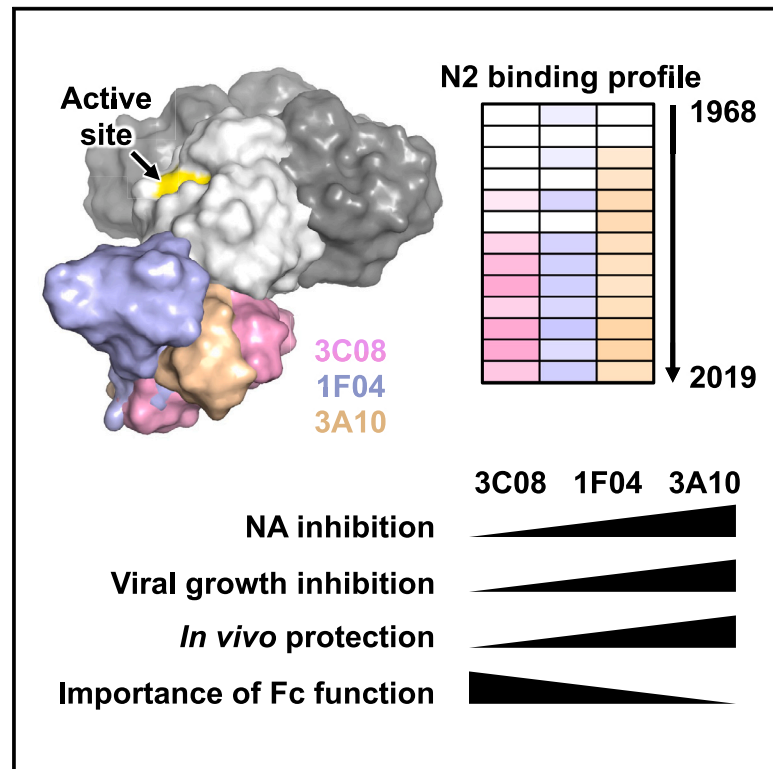 Active
site
N2 binding profile
1968
3C08
1F04
3A10
2019
3C08 1F04 3A10
NA inhibition
Viral growth inhibition
In vivo protection
Importance of Fc function